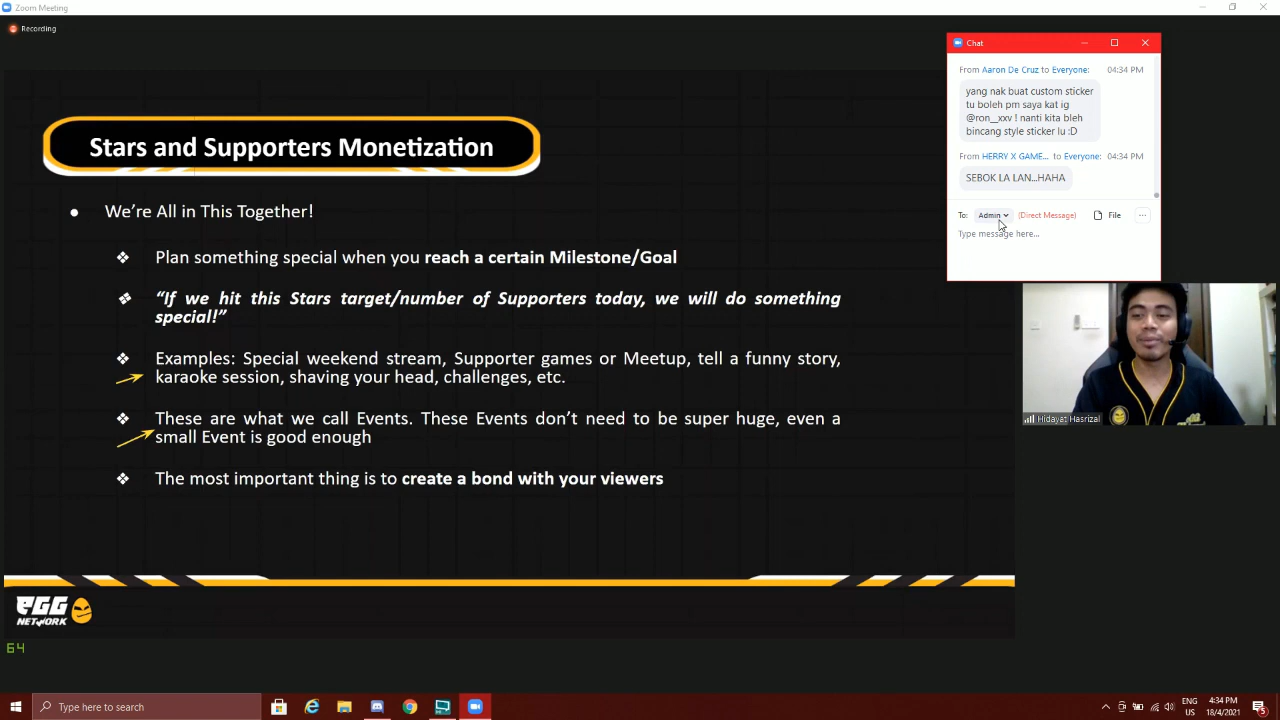 Zoom Meeting
Recording
Stars and Supporters Monetization
● We’re All in This Together!
❖ Plan something special when you reach a certain Milestone/Goal
❖ “If we hit this Stars target/number of Supporters today, we will do something
special!”
❖ Examples: Special weekend stream, Supporter games or Meetup, tell a funny story,
karaoke session, shaving your head, challenges, etc.
❖ These are what we call Events. These Events don’t need to be super huge, even a
small Event is good enough
❖ The most important thing is to create a bond with your viewers
EGG
NETWORK
64
Chat
From Aaron De Cruz to Everyone: 04:34 PM
yang nak buat custom sticker
tu boleh pm saya kat ig
@ron__xxv ! nanti kita bleh
bincang style sticker lu :D
From HERRY X GAME... to Everyone: 04:34 PM
SEBOK LA LAN...HAHA
To: Admin (Direct Message) File ...
Type message here...
Hidayat Hasrizal
Type here to search
ENG
US
4:34 PM
18/4/2021
5